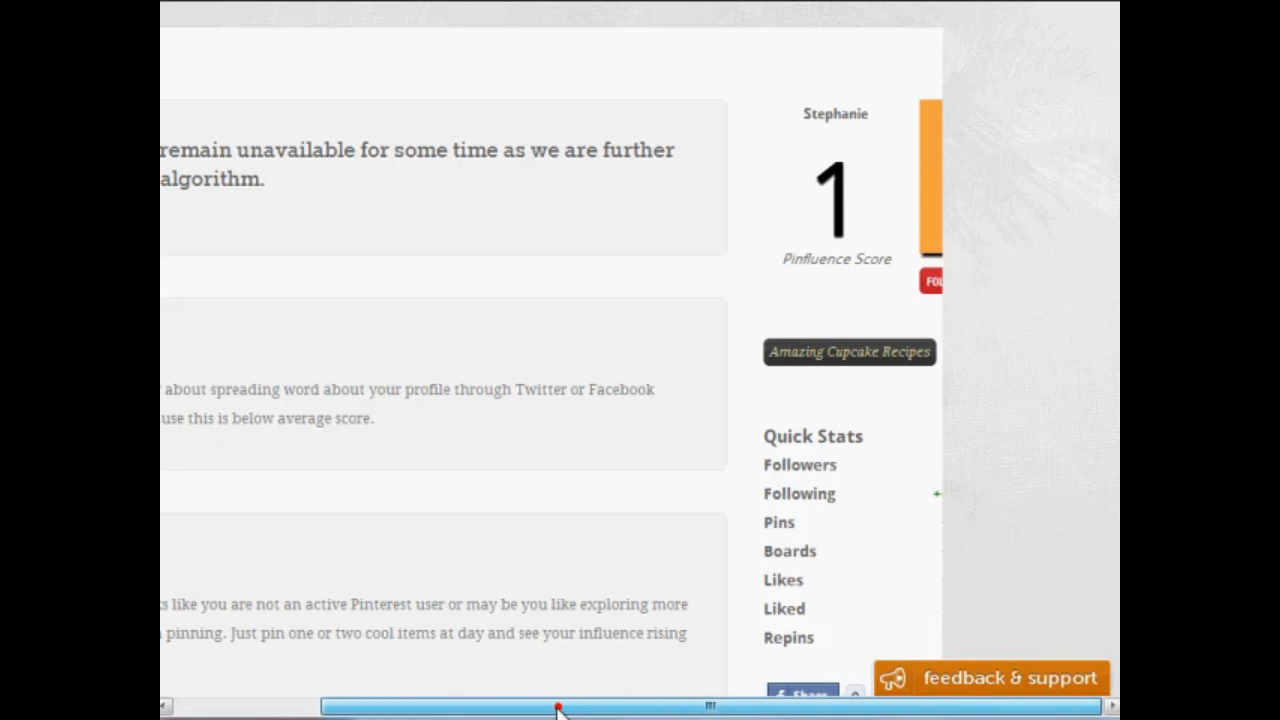 remain unavailable for some time as we are further
algorithm.
about spreading word about your profile through Twitter or Facebook
use this is below average score.
like you are not an active Pinterest user or may be you like exploring more
pinning. Just pin one or two cool items at day and see your influence rising
Stephanie
1
Pinfluence Score
FOL
Amazing Cupcake Recipes
Quick Stats
Followers
Following
Pins
Boards
Likes
Liked
Repins
Share
feedback & support